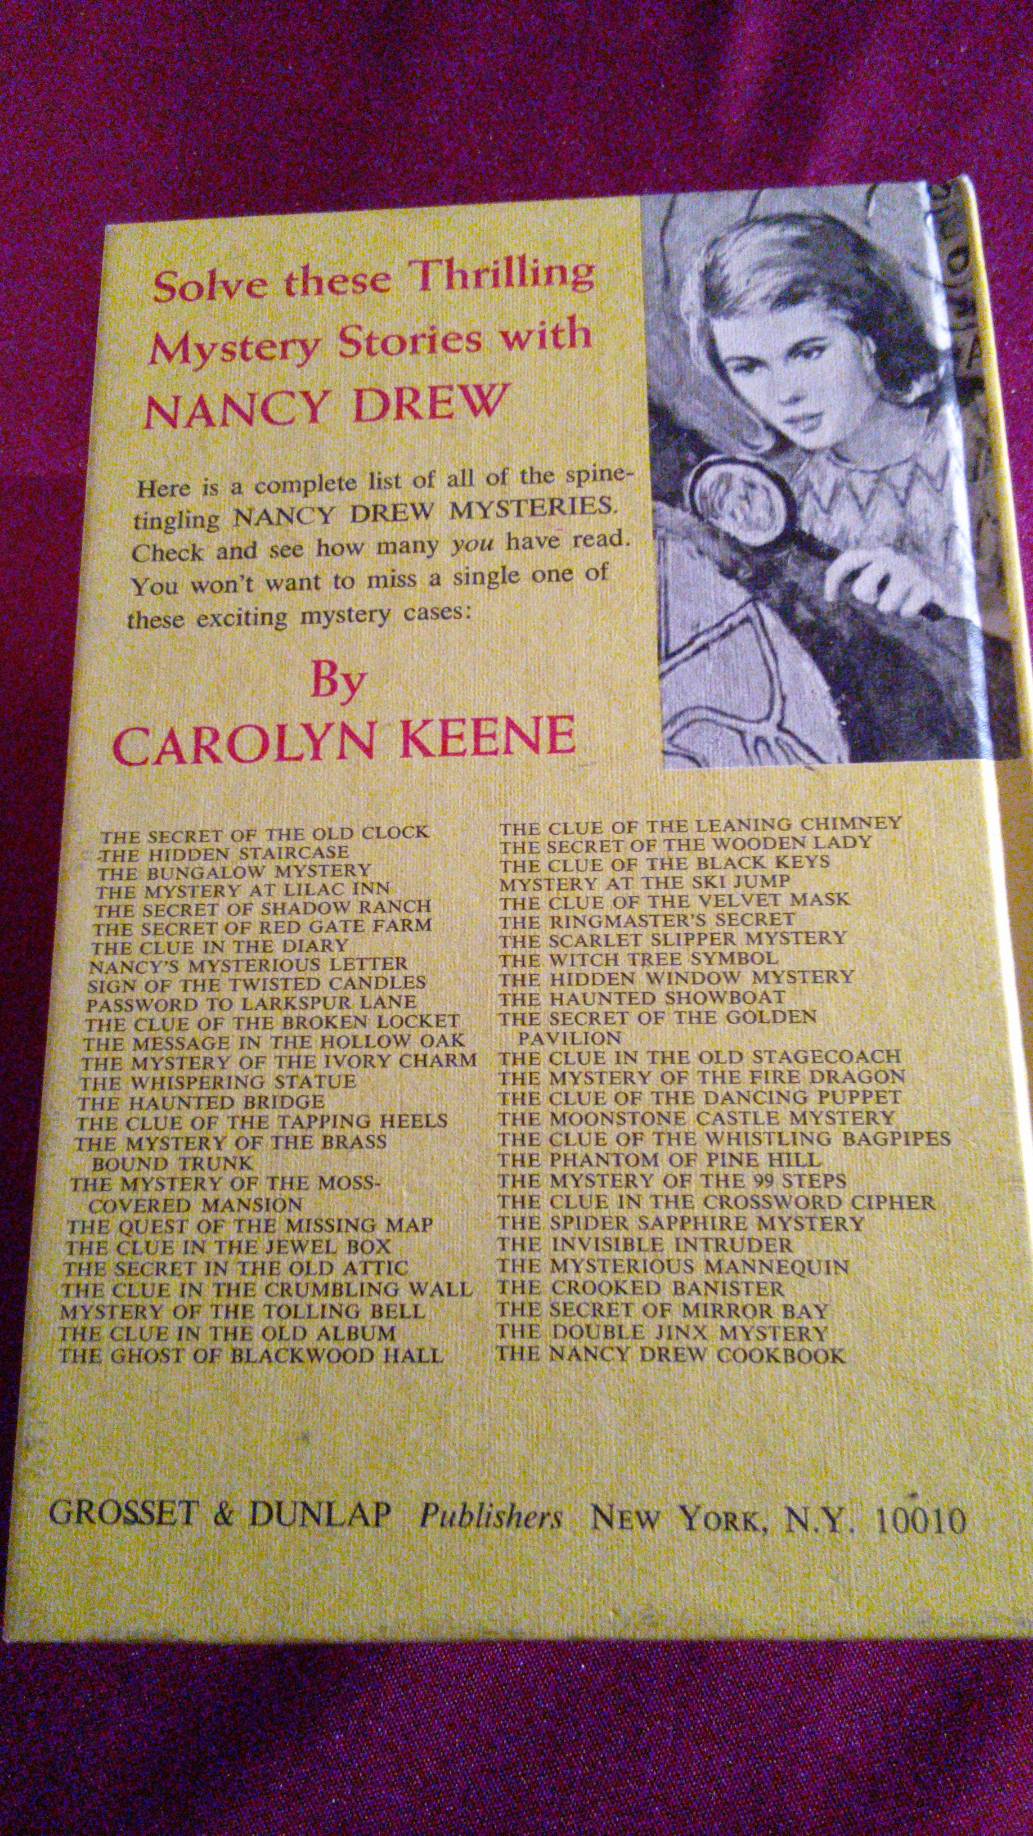 Solve these Thrilling
Mystery Stories with
NANCY DREW
Here is a complete list of all of the spine-
tingling NANCY DREW MYSTERIES.
Check and see how many you have read.
You won't want to miss a single one of
these exciting mystery cases:
By
CAROLYN KEENE
THE SECRET OF THE OLD CLOCK
THE HIDDEN STAIRCASE
THE BUNGALOW MYSTERY
THE MYSTERY AT LILAC INN
THE SECRET OF SHADOW RANCH
THE SECRET OF RED GATE FARM
THE CLUE IN THE DIARY
NANCY'S MYSTERIOUS LETTER
SIGN OF THE TWISTED CANDLES
PASSWORD TO LARKSPUR LANE
THE CLUE OF THE BROKEN LOCKET
THE MESSAGE IN THE HOLLOW OAK
THE MYSTERY OF THE IVORY CHARM
THE WHISPERING STATUE
THE HAUNTED BRIDGE
THE CLUE OF THE TAPPING HEELS
THE MYSTERY OF THE BRASS
BOUND TRUNK
THE MYSTERY OF THE MOSS-
COVERED MANSION
THE QUEST OF THE MISSING MAP
THE CLUE IN THE JEWEL BOX
THE SECRET IN THE OLD ATTIC
THE CLUE IN THE CRUMBLING WALL
MYSTERY OF THE TOLLING BELL
THE CLUE IN THE OLD ALBUM
THE GHOST OF BLACKWOOD HALL
THE CLUE OF THE LEANING CHIMNEY
THE SECRET OF THE WOODEN LADY
THE CLUE OF THE BLACK KEYS
MYSTERY AT THE SKI JUMP
THE CLUE OF THE VELVET MASK
THE RINGMASTER'S SECRET
THE SCARLET SLIPPER MYSTERY
THE WITCH TREE SYMBOL
THE HIDDEN WINDOW MYSTERY
THE HAUNTED SHOWBOAT
THE SECRET OF THE GOLDEN
PAVILION
THE CLUE IN THE OLD STAGECOACH
THE MYSTERY OF THE FIRE DRAGON
THE CLUE OF THE DANCING PUPPET
THE MOONSTONE CASTLE MYSTERY
THE CLUE OF THE WHISTLING BAGPIPES
THE PHANTOM OF PINE HILL
THE MYSTERY OF THE 99 STEPS
THE CLUE IN THE CROSSWORD CIPHER
THE SPIDER SAPPHIRE MYSTERY
THE INVISIBLE INTRUDER
THE MYSTERIOUS MANNEQUIN
THE CROOKED BANISTER
THE SECRET OF MIRROR BAY
THE DOUBLE JINX MYSTERY
THE NANCY DREW COOKBOOK
GROSSET & DUNLAP Publishers NEW YORK, N.Y. 10010